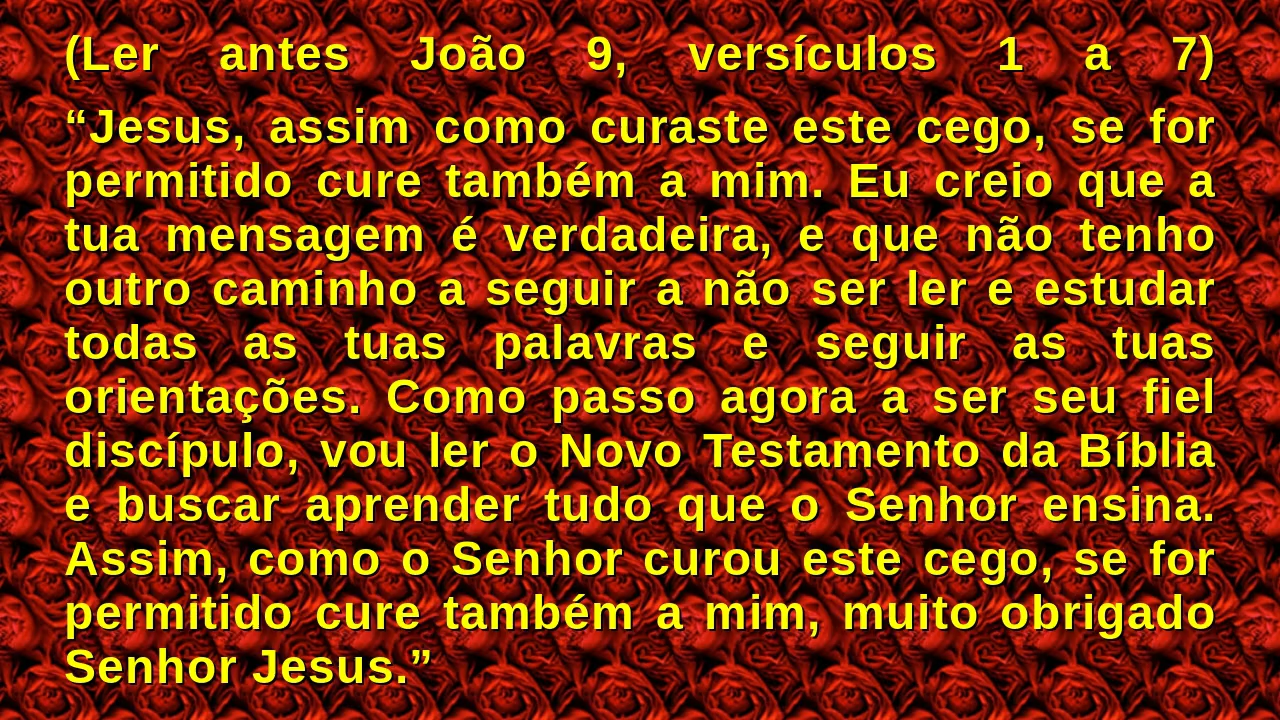 (Ler antes João 9, versículos 1 a 7)
“Jesus, assim como curaste este cego, se for
permitido cure também a mim. Eu creio que a
tua mensagem é verdadeira, e que não tenho
outro caminho a seguir a não ser ler e estudar
todas as tuas palavras e seguir as tuas
orientações. Como passo agora a ser seu fiel
discípulo, vou ler o Novo Testamento da Bíblia
e buscar aprender tudo que o Senhor ensina.
Assim, como o Senhor curou este cego, se for
permitido cure também a mim, muito obrigado
Senhor Jesus.”